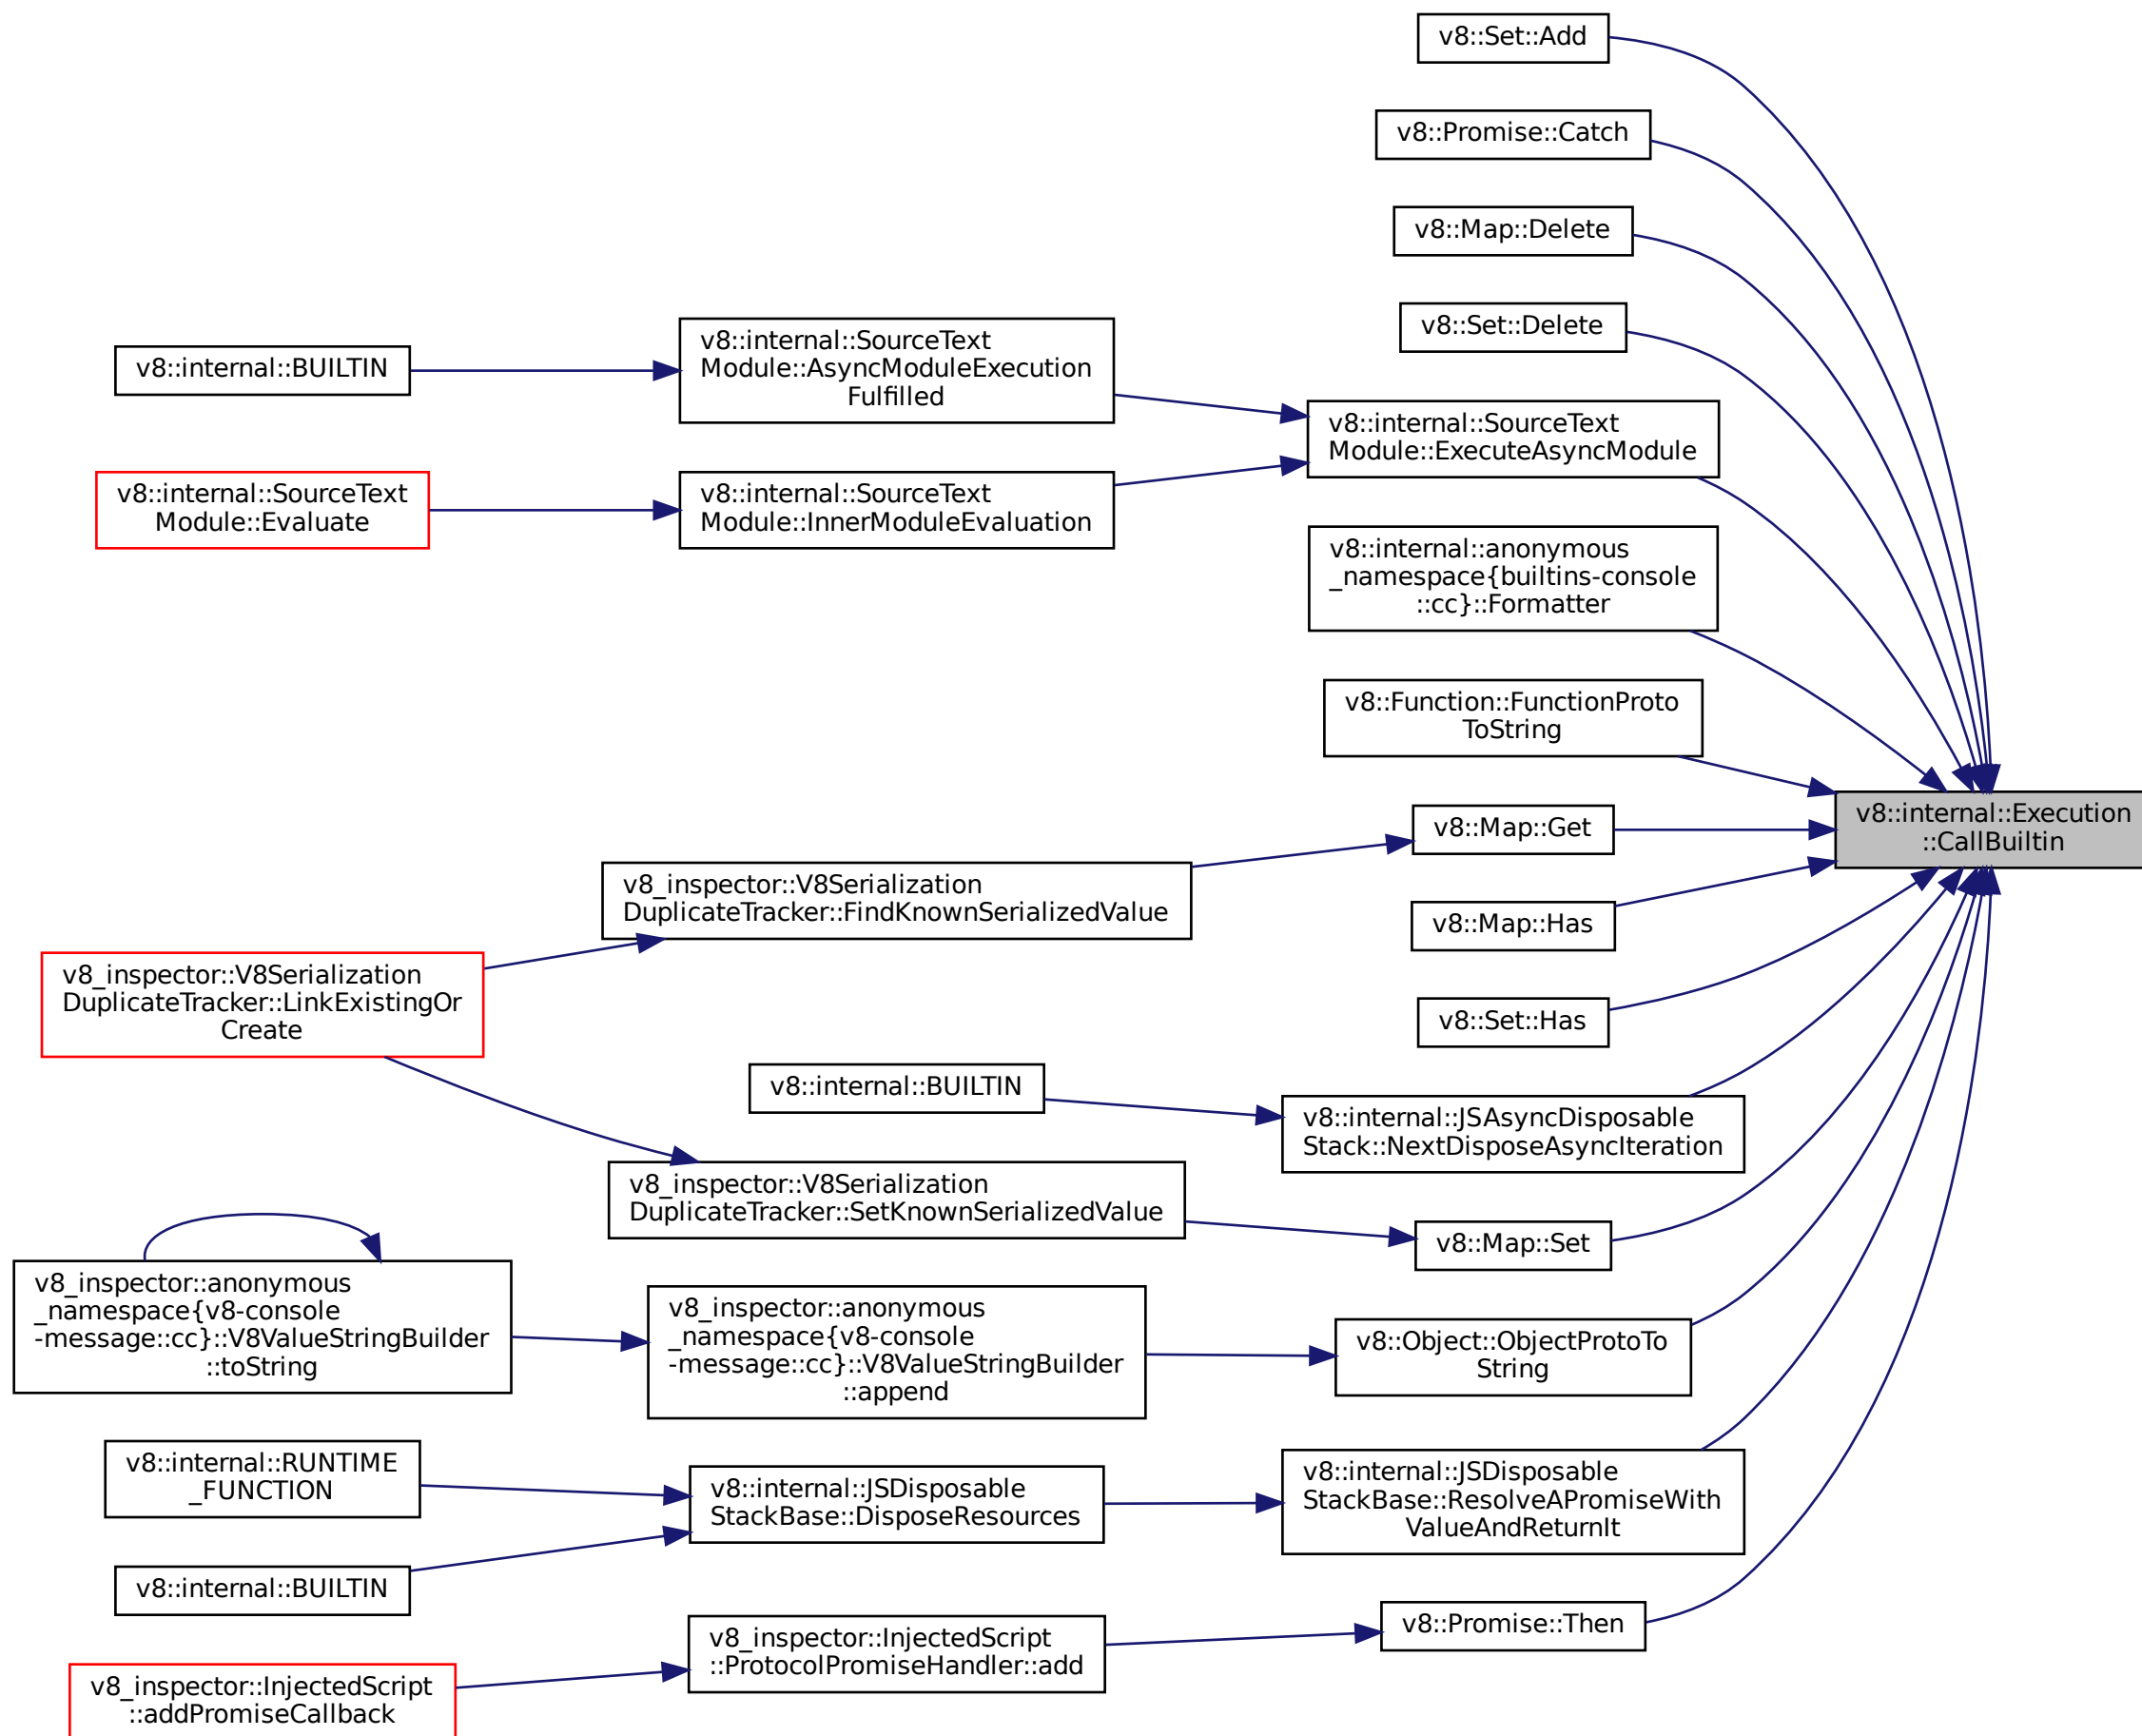 v8::Set::Add
v8::Promise::Catch
v8::Map::Delete
v8::Set::Delete
v8::internal::BUILTIN
v8::internal::SourceText
Module::AsyncModuleExecution
Fulfilled
v8::internal::SourceText
Module::ExecuteAsyncModule
v8::internal::SourceText
Module::Evaluate
v8::internal::SourceText
Module::InnerModuleEvaluation
v8::internal::anonymous
_namespace{builtins-console
::cc}::Formatter
v8::Function::FunctionProto
ToString
v8::internal::Execution
::CallBuiltin
v8::Map::Get
v8_inspector::V8Serialization
DuplicateTracker::FindKnownSerializedValue
v8::Map::Has
v8_inspector::V8Serialization
DuplicateTracker::LinkExistingOr
Create
v8::Set::Has
v8::internal::BUILTIN
v8::internal::JSAsyncDisposable
Stack::NextDisposeAsyncIteration
v8_inspector::V8Serialization
DuplicateTracker::SetKnownSerializedValue
v8::Map::Set
v8_inspector::anonymous
_namespace{v8-console
-message::cc}::V8ValueStringBuilder
::toString
v8_inspector::anonymous
_namespace{v8-console
-message::cc}::V8ValueStringBuilder
::append
v8::Object::ObjectProtoTo
String
v8::internal::RUNTIME
_FUNCTION
v8::internal::JSDisposable
StackBase::DisposeResources
v8::internal::JSDisposable
StackBase::ResolveAPromiseWith
ValueAndReturnIt
v8::internal::BUILTIN
v8::Promise::Then
v8_inspector::InjectedScript
::ProtocolPromiseHandler::add
v8_inspector::InjectedScript
::addPromiseCallback